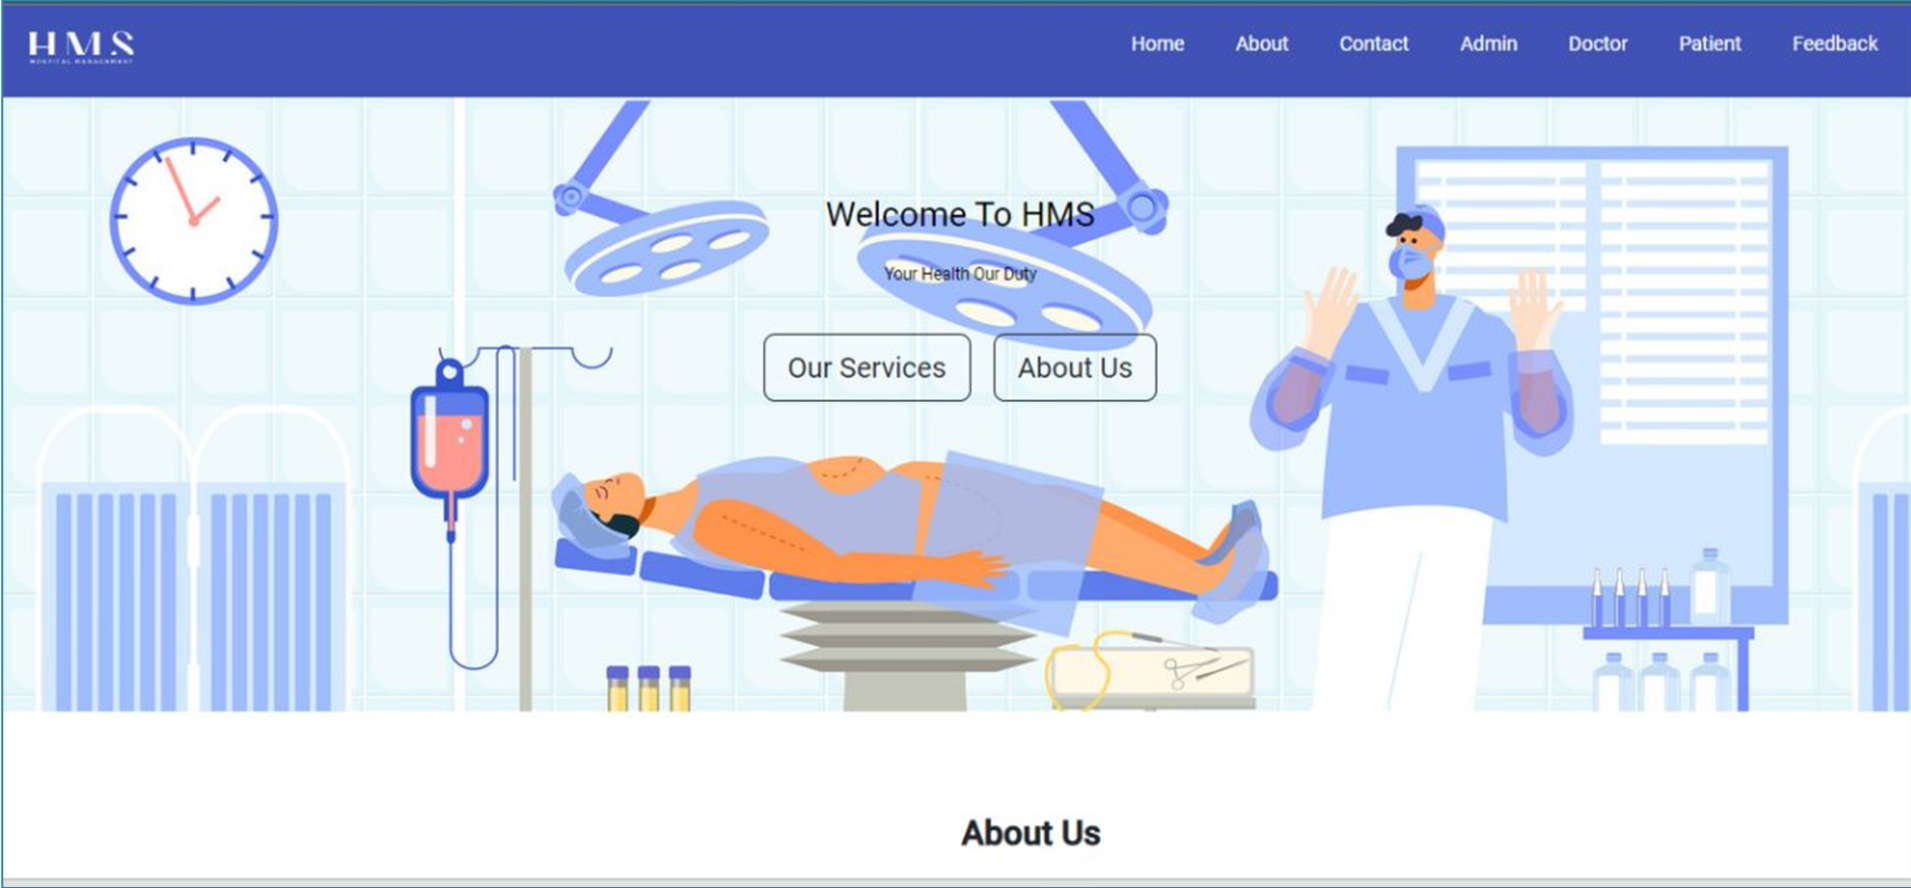 HMS
HOSPITAL MANAGEMENT
Home About Contact Admin Doctor Patient Feedback
Welcome To HMS
Your Health Our Duty
Our Services About Us
About Us